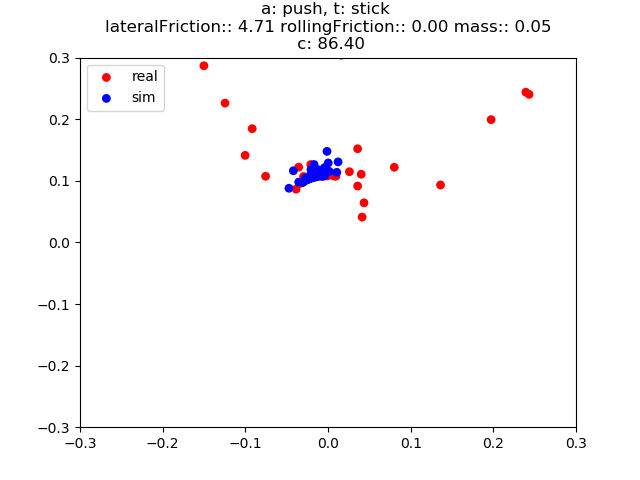 a: push, t: stick
lateralFriction:: 4.71 rollingFriction:: 0.00 mass:: 0.05
c: 86.40
real
sim
0.3
0.2
0.1
0.0
−0.1
−0.2
−0.3
−0.3
−0.2
−0.1
0.0
0.1
0.2
0.3